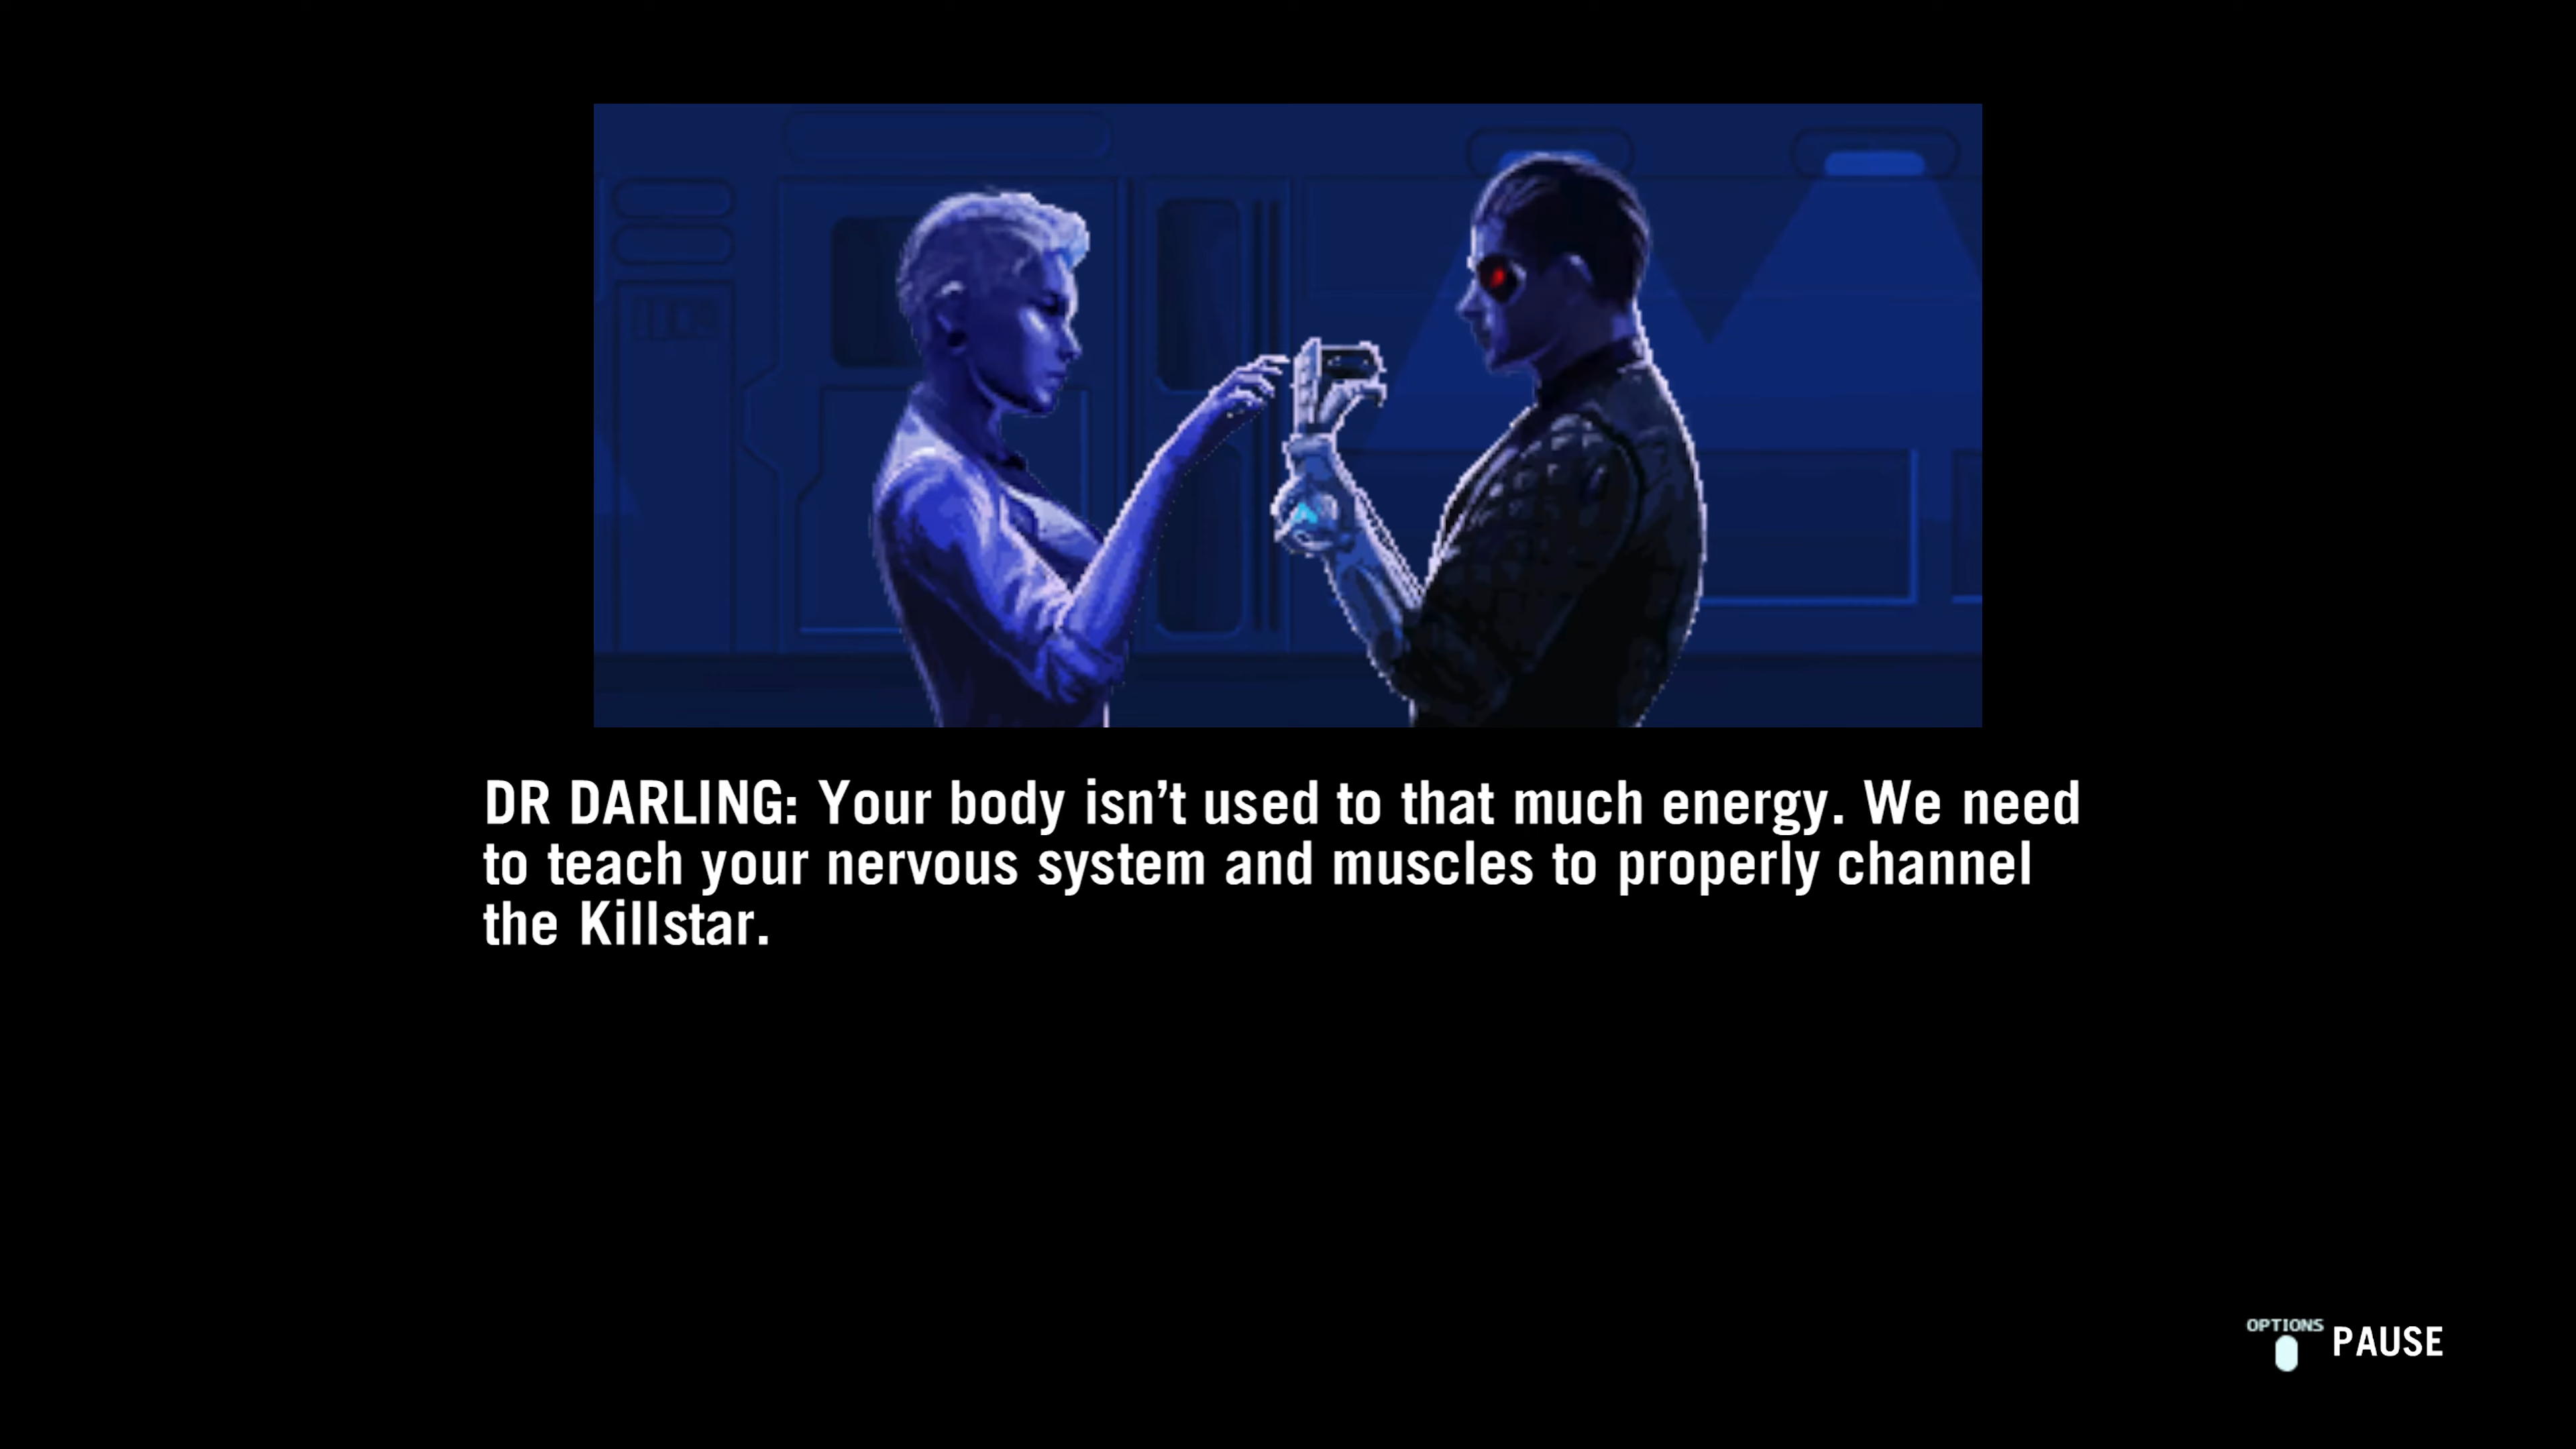 DR DARLING: Your body isn't used to that much energy. We need
to teach your nervous system and muscles to properly channel
the Killstar.
OPTIONS
PAUSE